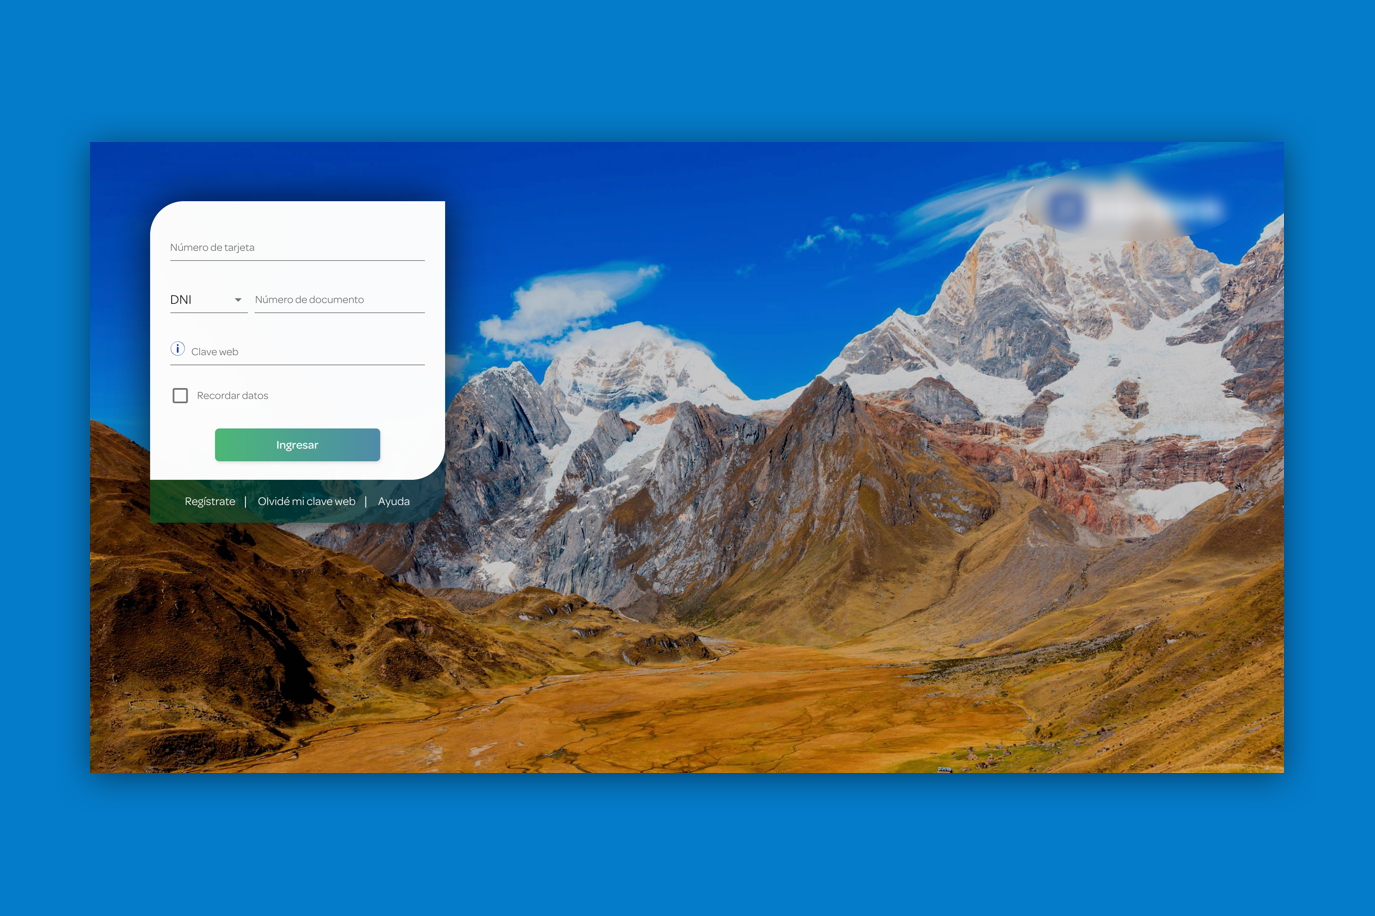 Número de tarjeta
DNI Número de documento
Clave web
Recordar datos
Ingresar
Regístrate | Olvidé mi clave web | Ayuda